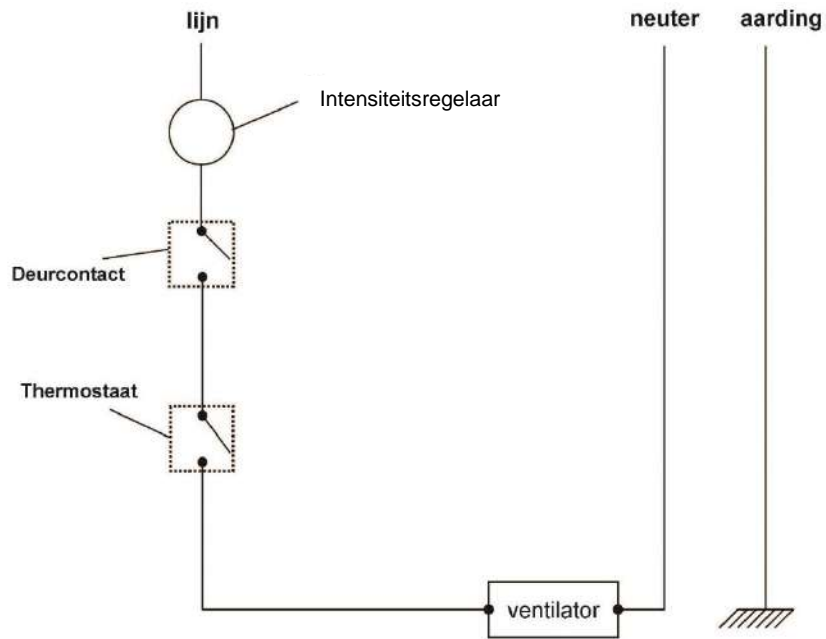 lijn
neuter
aarding
Intensiteitsregelaar
Deurcontact
Thermostaat
ventilator